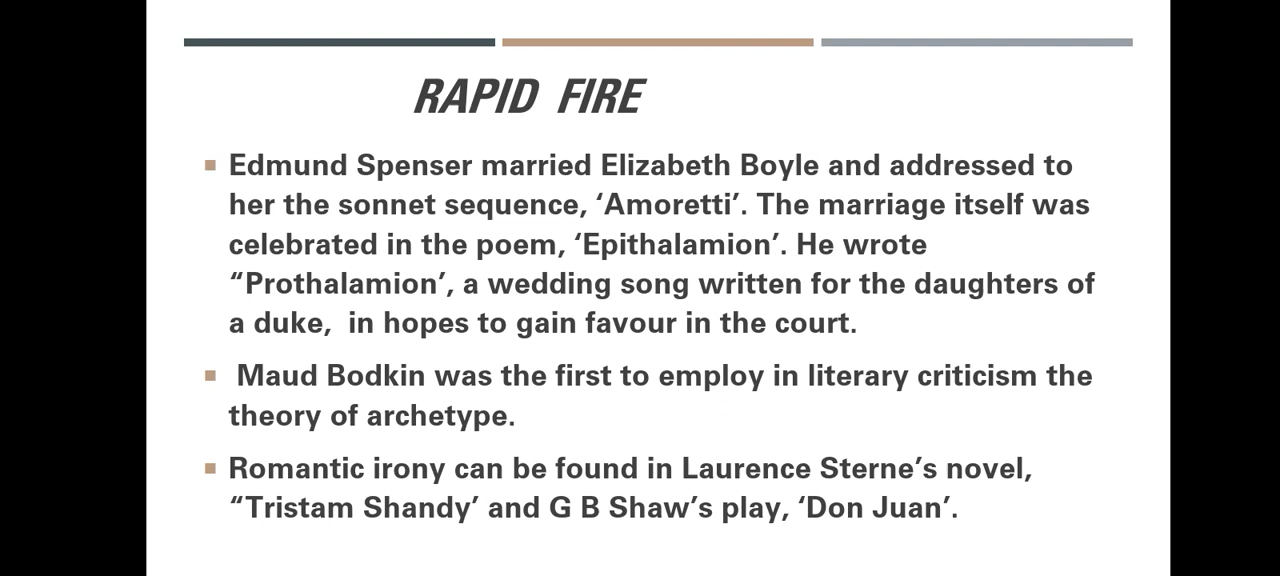 RAPID FIRE
Edmund Spenser married Elizabeth Boyle and addressed to
her the sonnet sequence, ‘Amoretti’. The marriage itself was
celebrated in the poem, ‘Epithalamion’. He wrote
“Prothalamion’, a wedding song written for the daughters of
a duke, in hopes to gain favour in the court.
Maud Bodkin was the first to employ in literary criticism the
theory of archetype.
Romantic irony can be found in Laurence Sterne’s novel,
“Tristam Shandy’ and G B Shaw’s play, ‘Don Juan’.